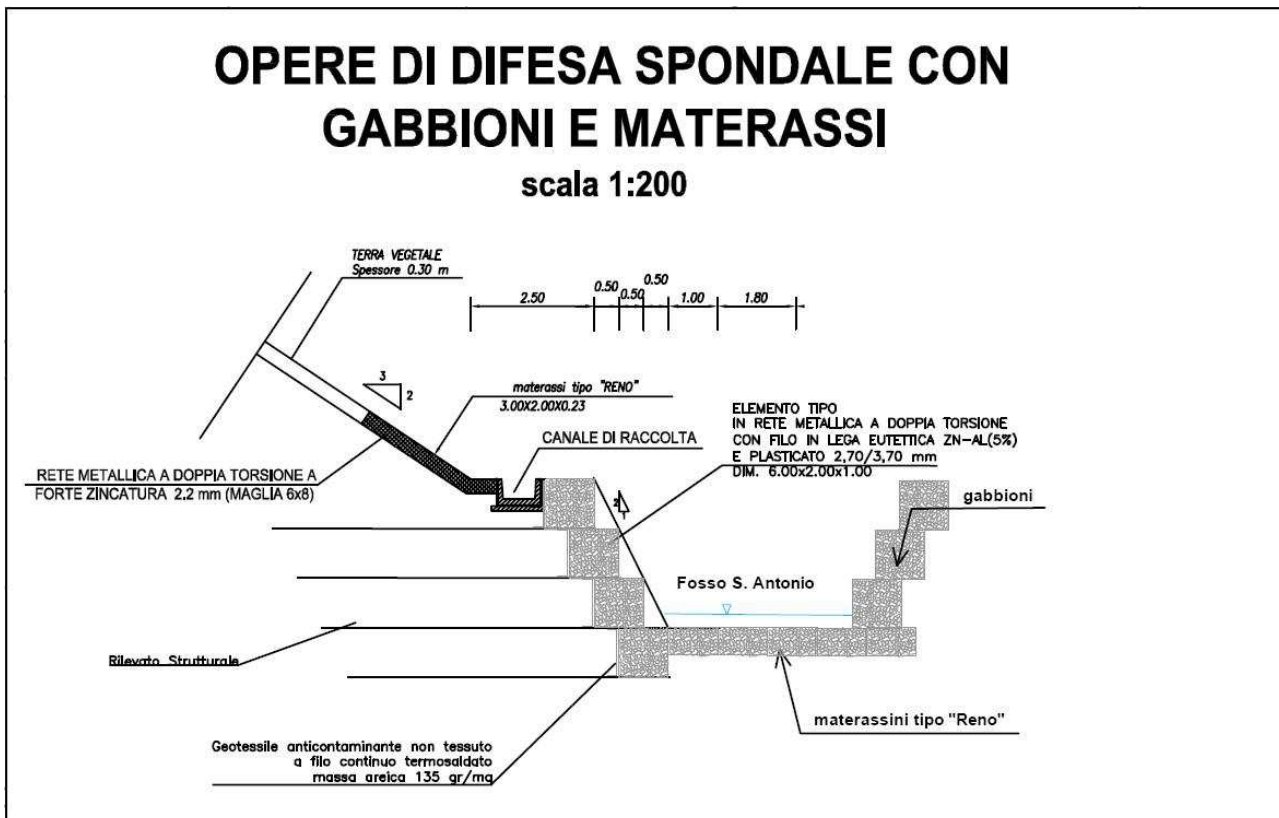 OPERE DI DIFESA SPONDALE CON
GABBIONI E MATERASSI
scala 1:200
TERRA VEGETALE
Spessore 0.30 m
2.50
0.50
0.50
0.50
1.00
1.80
3
2
materassi tipo "RENO"
3.00X2.00X0.23
CANALE DI RACCOLTA
ELEMENTO TIPO
IN RETE METALLICA A DOPPIA TORSIONE
CON FILO IN LEGA EUTETTICA ZN-AL(5%)
E PLASTICATO 2,70/3,70 mm
DIM. 6.00x2.00x1.00
RETE METALLICA A DOPPIA TORSIONE A
FORTE ZINCATURA 2.2 mm (MAGLIA 6x8)
2
gabbioni
Fosso S. Antonio
Rilevato Strutturale
materassini tipo "Reno"
Geotessile anticontaminante non tessuto
a filo continuo termosaldato
massa areica 135 gr/mq